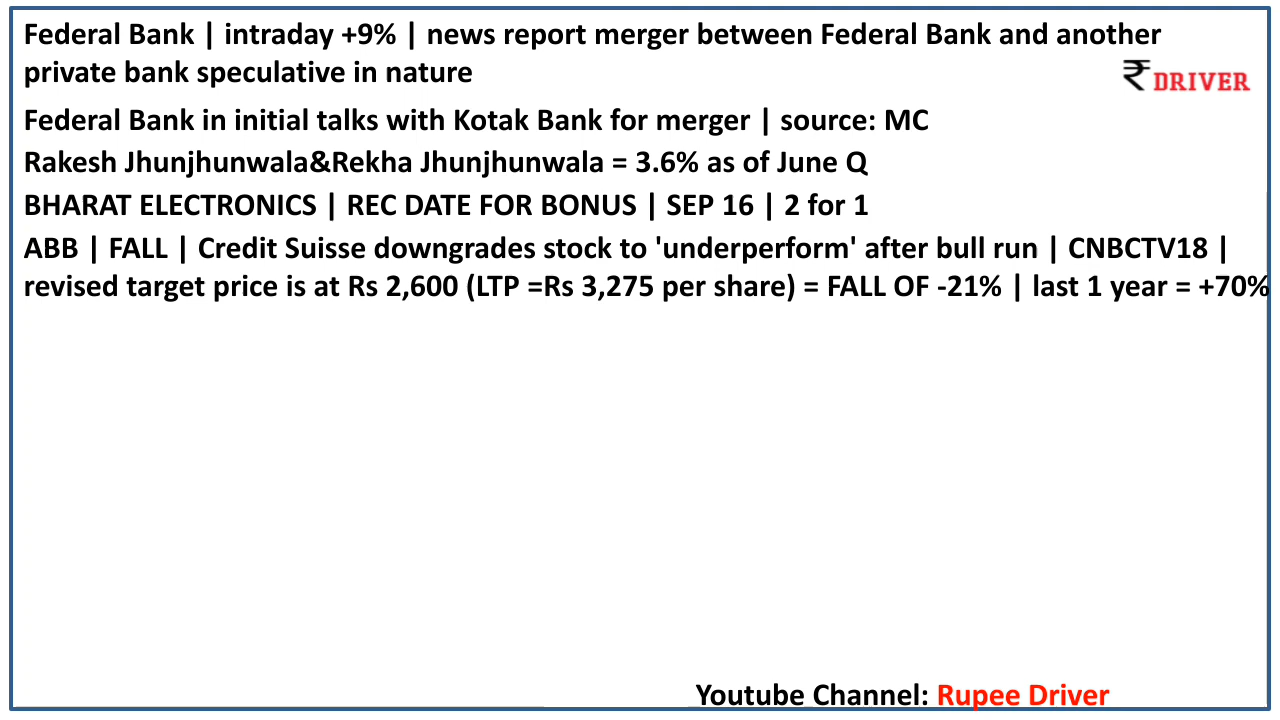 Federal Bank | intraday +9% | news report merger between Federal Bank and another
private bank speculative in nature
₹ DRIVER
Federal Bank in initial talks with Kotak Bank for merger | source: MC
Rakesh Jhunjhunwala&Rekha Jhunjhunwala = 3.6% as of June Q
BHARAT ELECTRONICS | REC DATE FOR BONUS | SEP 16 | 2 for 1
ABB | FALL | Credit Suisse downgrades stock to 'underperform' after bull run | CNBCTV18 |
revised target price is at Rs 2,600 (LTP =Rs 3,275 per share) = FALL OF -21% | last 1 year = +70%
Youtube Channel: Rupee Driver